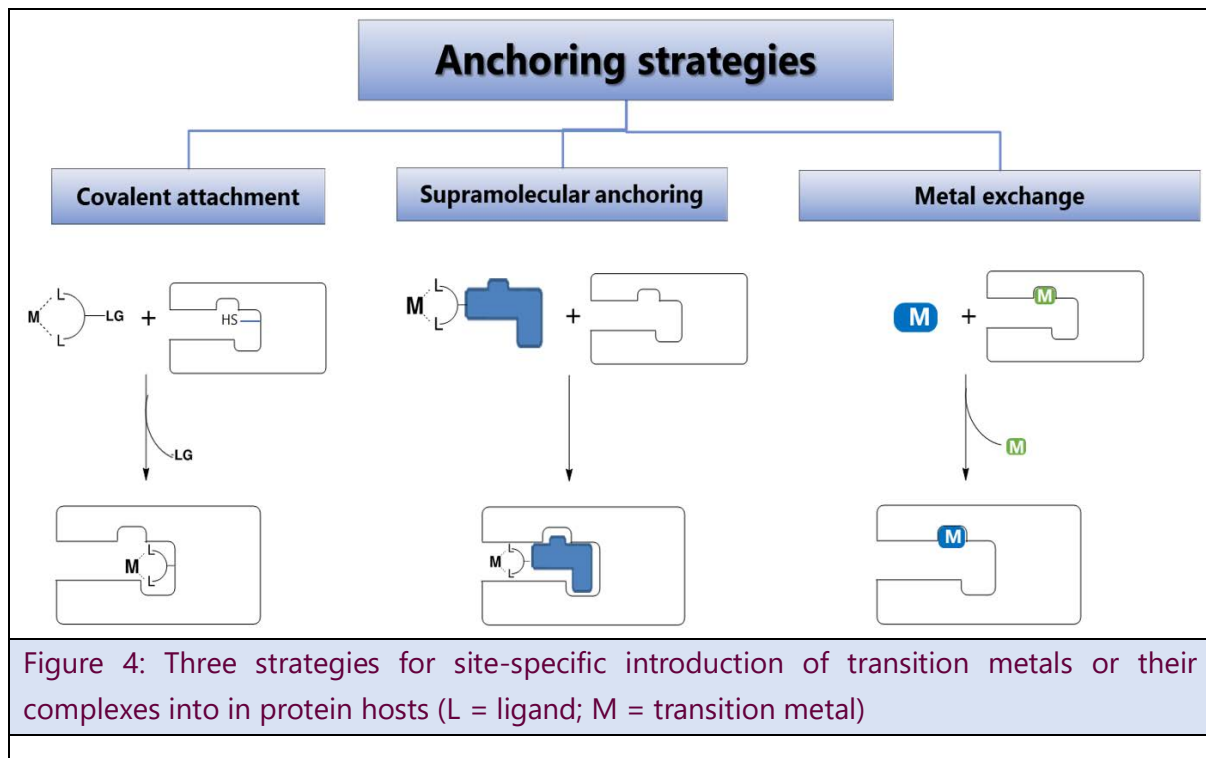 Anchoring strategies
Covalent attachment
Supramolecular anchoring
Metal exchange
L
M
L
LG
+
HS
LG
L
M
L
M
L
L
+
M
L
L
M
+
M
M
M
Figure 4: Three strategies for site-specific introduction of transition metals or their
complexes into in protein hosts (L = ligand; M = transition metal)